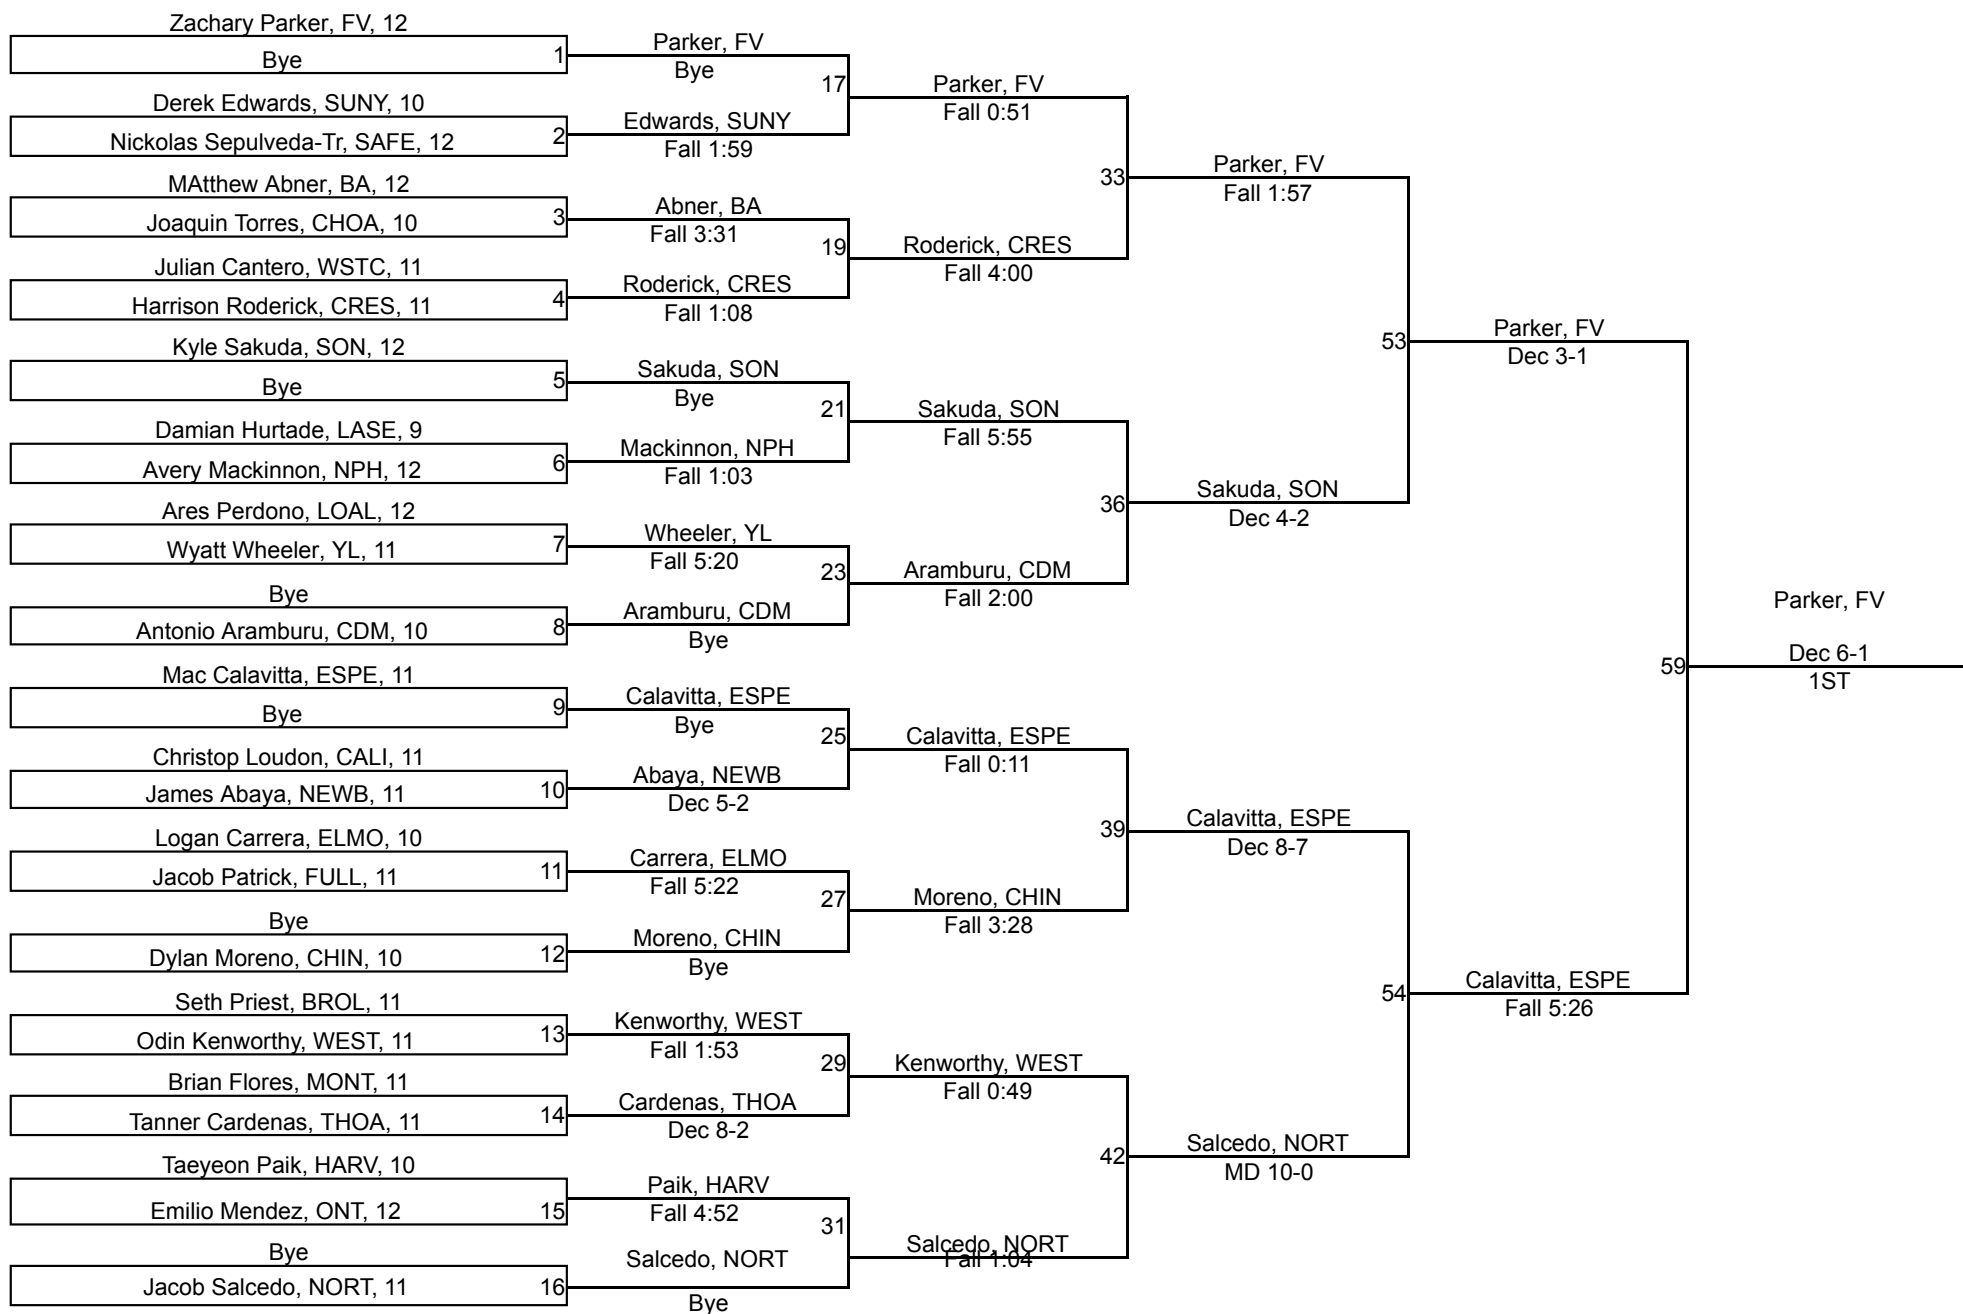 Zachary Parker, FV, 12
Bye
1
Derek Edwards, SUNY, 10
Nickolas Sepulveda-Tr, SAFE, 12
2
MAtthew Abner, BA, 12
Joaquin Torres, CHOA, 10
3
Julian Cantero, WSTC, 11
Harrison Roderick, CRES, 11
4
Kyle Sakuda, SON, 12
Bye
5
Damian Hurtade, LASE, 9
Avery Mackinnon, NPH, 12
6
Ares Perdono, LOAL, 12
Wyatt Wheeler, YL, 11
7
Bye
Antonio Aramburu, CDM, 10
8
Mac Calavitta, ESPE, 11
Bye
9
Christop Loudon, CALI, 11
James Abaya, NEWB, 11
10
Logan Carrera, ELMO, 10
Jacob Patrick, FULL, 11
11
Bye
Dylan Moreno, CHIN, 10
12
Seth Priest, BROL, 11
Odin Kenworthy, WEST, 11
13
Brian Flores, MONT, 11
Tanner Cardenas, THOA, 11
14
Taeyeon Paik, HARV, 10
Emilio Mendez, ONT, 12
15
Bye
Jacob Salcedo, NORT, 11
16
Parker, FV
Bye
17
Edwards, SUNY
Fall 1:59
Abner, BA
Fall 3:31
19
Roderick, CRES
Fall 1:08
Sakuda, SON
Bye
21
Mackinnon, NPH
Fall 1:03
Wheeler, YL
Fall 5:20
23
Aramburu, CDM
Bye
Calavitta, ESPE
Bye
25
Abaya, NEWB
Dec 5-2
Carrera, ELMO
Fall 5:22
27
Moreno, CHIN
Bye
Kenworthy, WEST
Fall 1:53
29
Cardenas, THOA
Dec 8-2
Paik, HARV
Fall 4:52
31
Salcedo, NORT
Bye
Parker, FV
Fall 0:51
33
Roderick, CRES
Fall 4:00
Sakuda, SON
Fall 5:55
36
Aramburu, CDM
Fall 2:00
Calavitta, ESPE
Fall 0:11
39
Moreno, CHIN
Fall 3:28
Kenworthy, WEST
Fall 0:49
42
Salcedo, NORT
Fall 1:04
Parker, FV
Fall 1:57
53
Sakuda, SON
Dec 4-2
Calavitta, ESPE
Dec 8-7
54
Salcedo, NORT
MD 10-0
Parker, FV
Dec 3-1
59
Calavitta, ESPE
Fall 5:26
Parker, FV
Dec 6-1
1ST